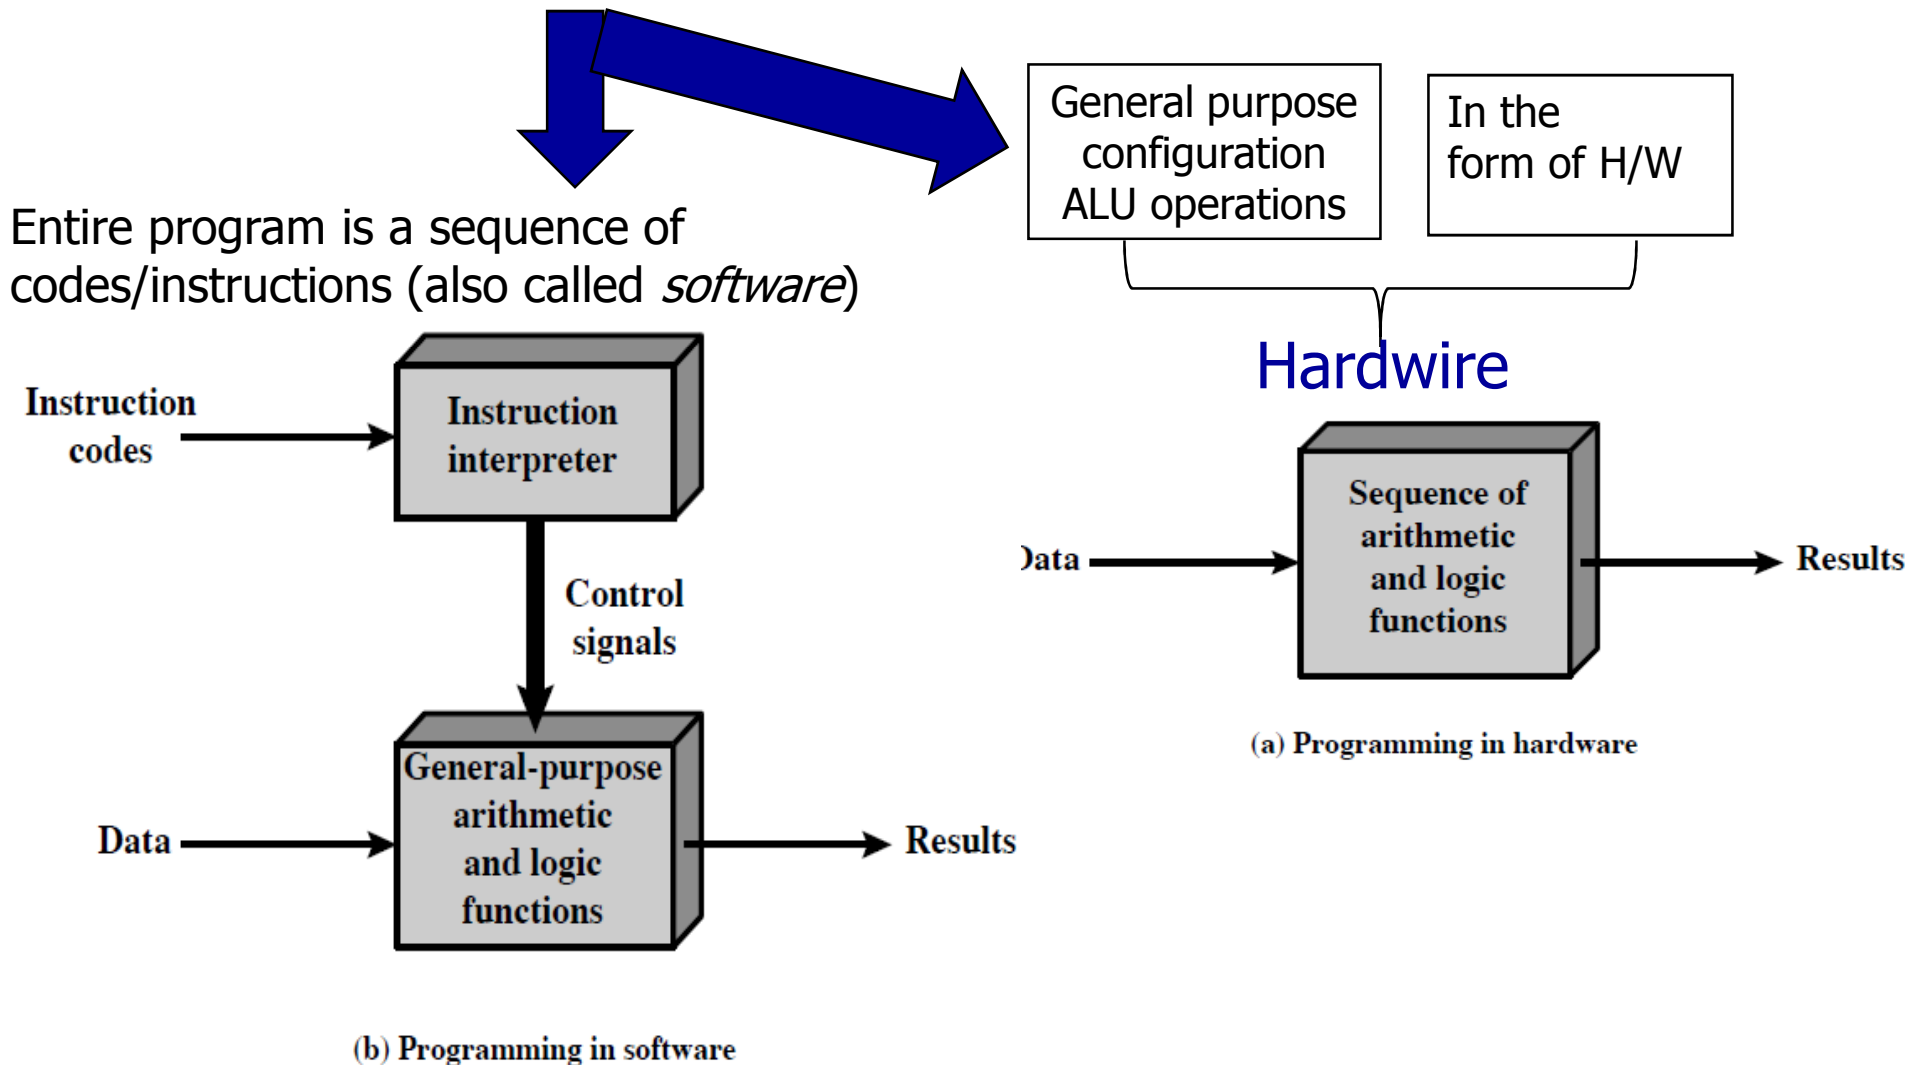 General purpose
configuration
ALU operations
In the
form of H/W
Entire program is a sequence of
codes/instructions (also called software)
Hardwire
Instruction
codes
Instruction
interpreter
Control
signals
Data
General-purpose
arithmetic
and logic
functions
Results
(b) Programming in software
Data
Sequence of
arithmetic
and logic
functions
Results
(a) Programming in hardware